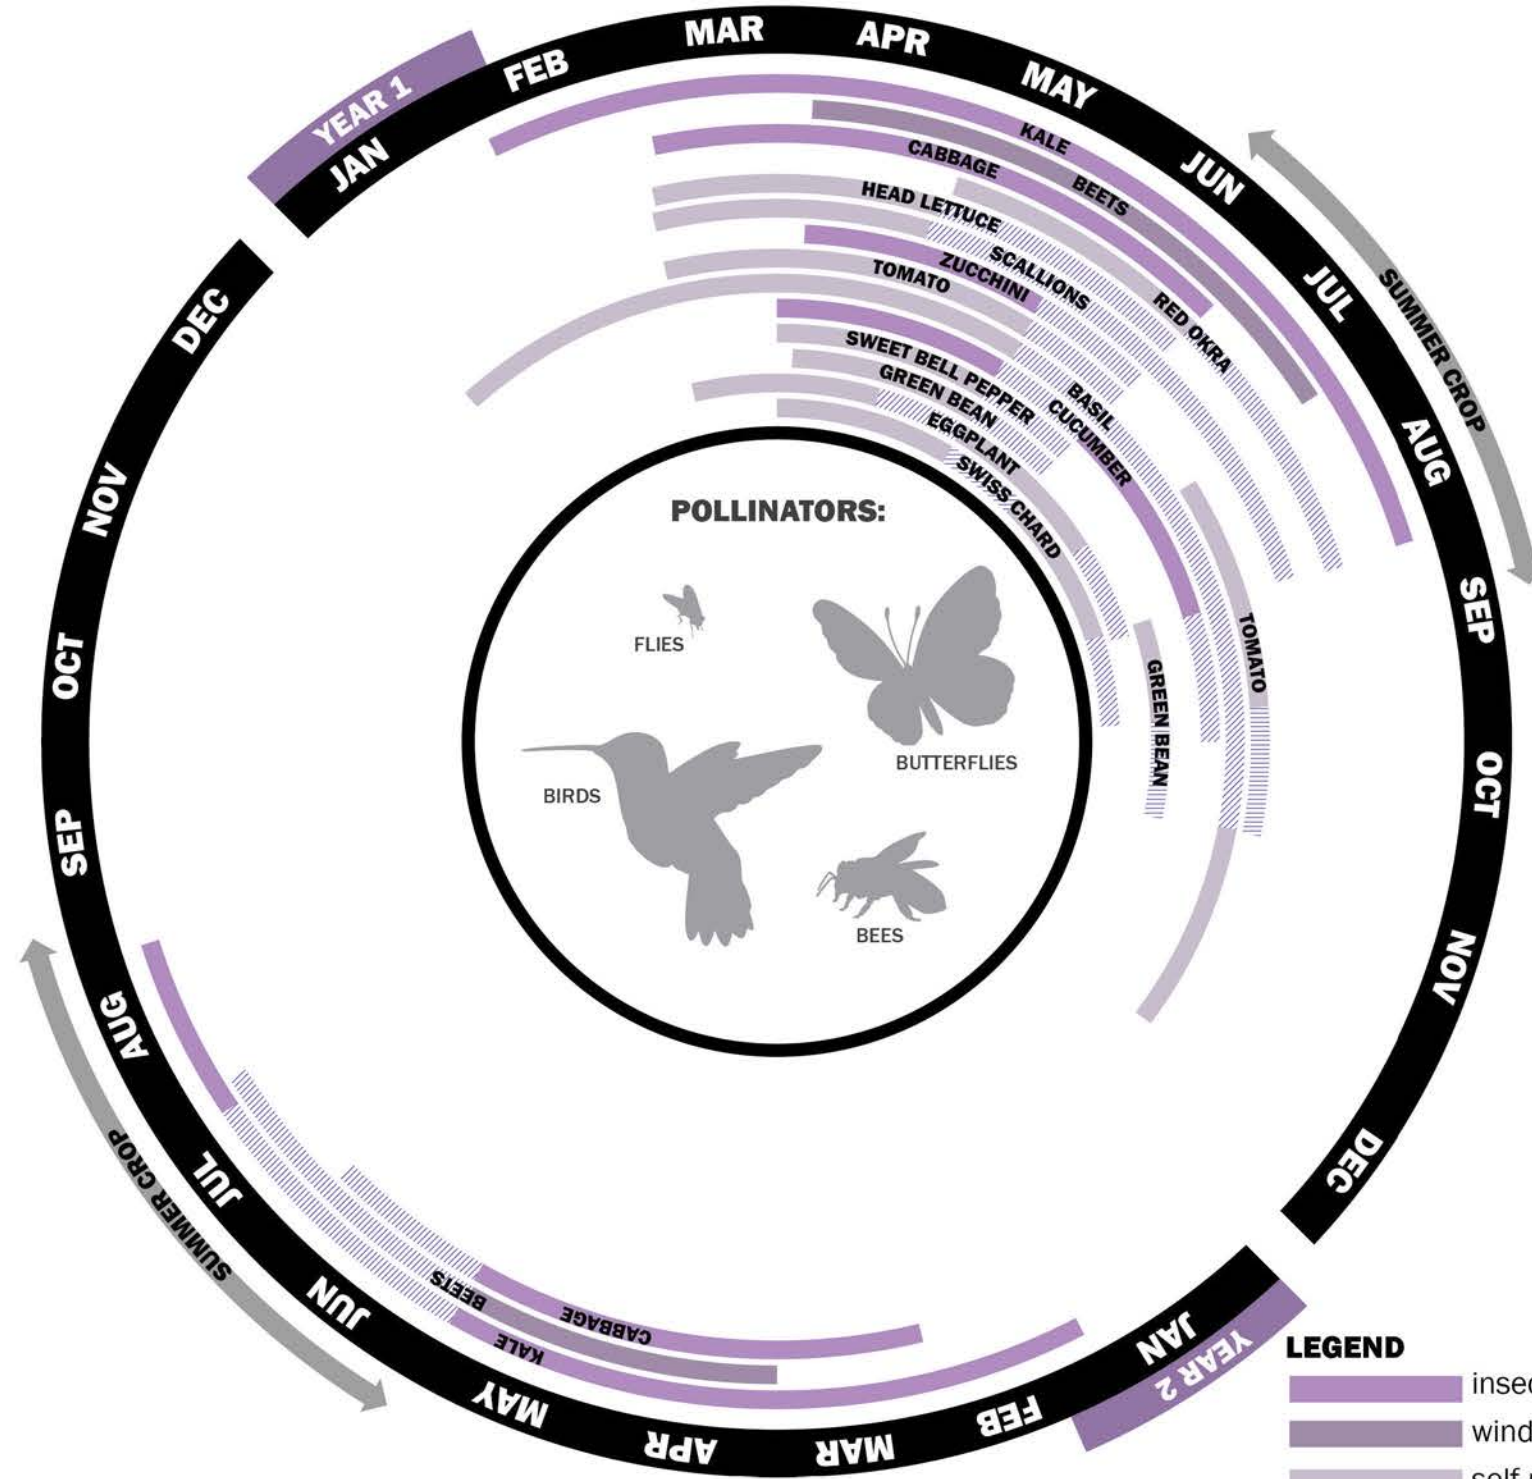 YEAR 1
JAN
FEB
MAR
APR
MAY
JUN
JUL
AUG
SEP
OCT
NOV
DEC
SUMMER CROP
KALE
BEETS
CABBAGE
RED OKRA
HEAD LETTUCE
SCALLIONS
ZUCCHINI
TOMATO
BASIL
CUCUMBER
SWEET BELL PEPPER
GREEN BEAN
EGGPLANT
SWISS CHARD
TOMATO
GREEN BEAN
POLLINATORS:
FLIES
BUTTERFLIES
BIRDS
BEES
YEAR 2
JAN
FEB
MAR
APR
MAY
JUN
JUL
AUG
SEP
OCT
NOV
DEC
SUMMER CROP
CABBAGE
BEETS
KALE
LEGEND
wind